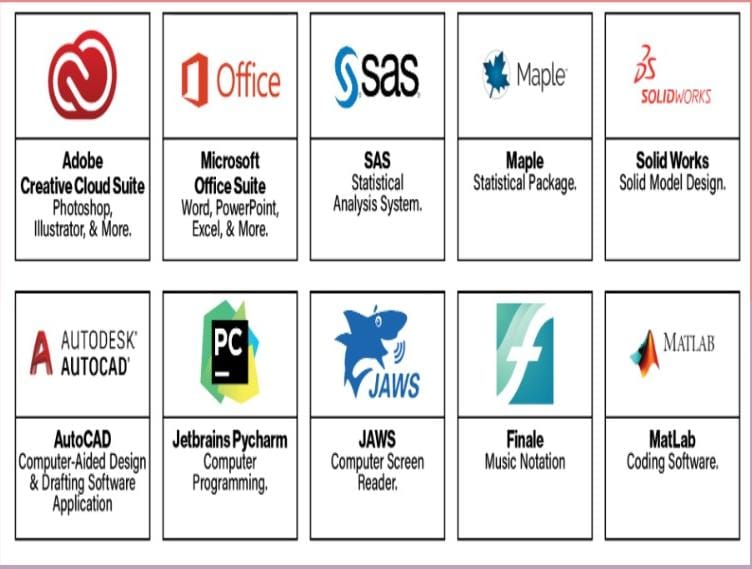 Office
sas
Maple
SOLIDWORKS
Adobe
Creative Cloud Suite
Photoshop,
Illustrator, & More.
Microsoft
Office Suite
Word, PowerPoint,
Excel, & More.
SAS
Statistical
Analysis System.
Maple
Statistical Package.
Solid Works
Solid Model Design.
AUTODESK®
AUTOCAD®
PC
JAWS
f
MATLAB
AutoCAD
Computer-Aided Design
& Drafting Software
Application
Jetbrains Pycharm
Computer
Programming.
JAWS
Computer Screen
Reader.
Finale
Music Notation
MatLab
Coding Software.